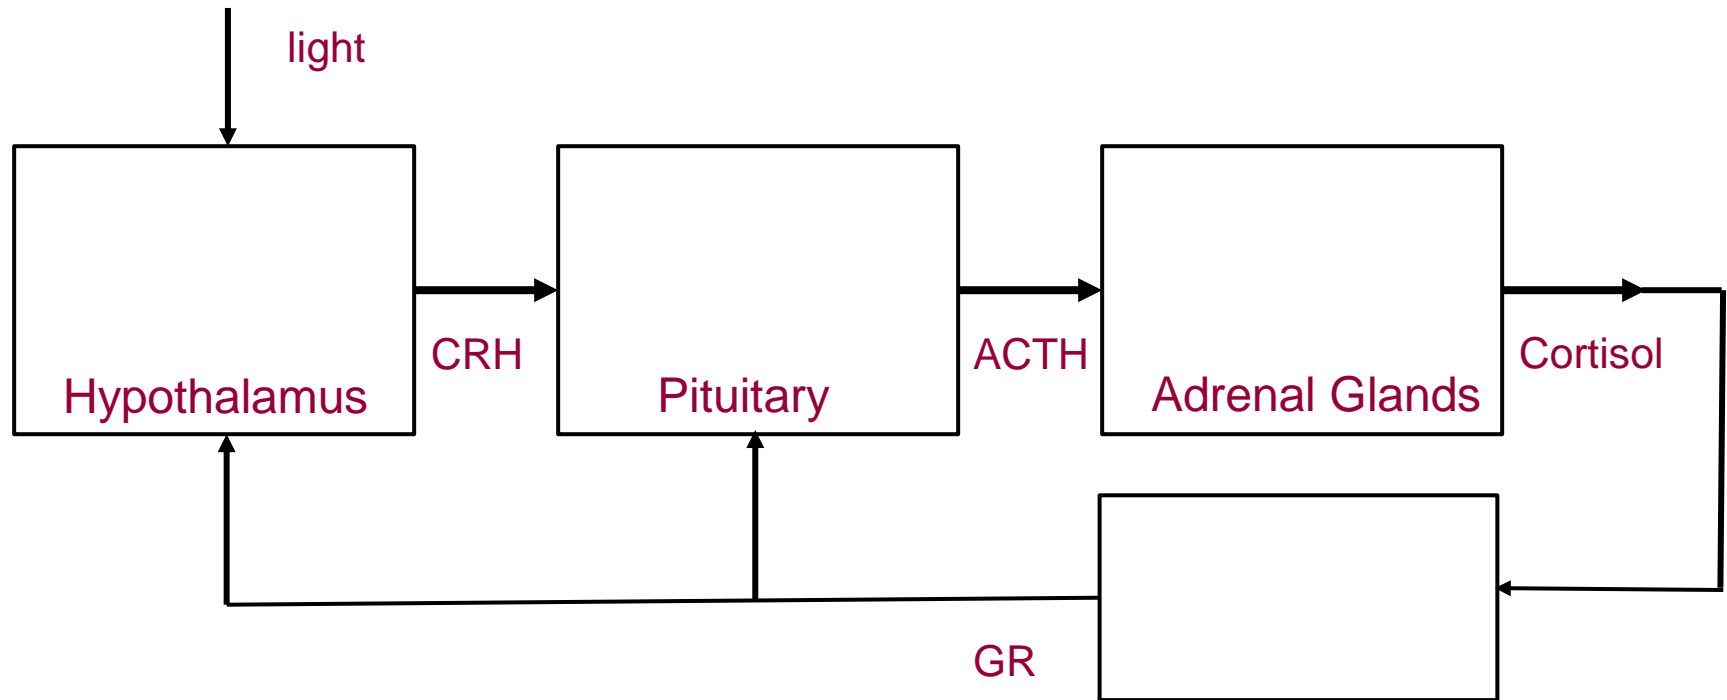 light
CRH
ACTH
Cortisol
Hypothalamus
Pituitary
Adrenal Glands
GR